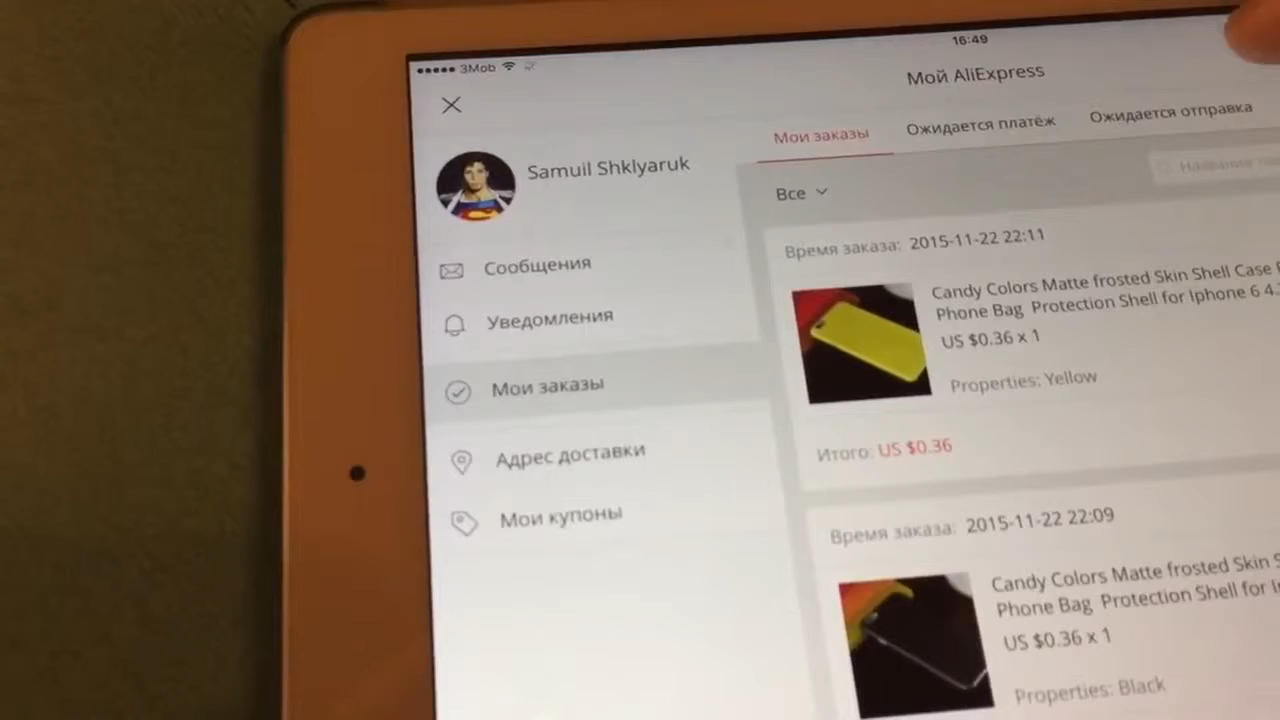 3Mob
16:49
Мой AliExpress
Мои заказы
Ожидается платёж
Ожидается отправка
Samuil Shklyaruk
Все
Название
Сообщения
Уведомления
Мои заказы
Адрес доставки
Мои купоны
Время заказа: 2015-11-22 22:11
Candy Colors Matte frosted Skin Shell Case
Phone Bag Protection Shell for Iphone 6 4.
US $0.36 x 1
Properties: Yellow
Итого: US $0.36
Время заказа: 2015-11-22 22:09
Candy Colors Matte frosted Skin S
Phone Bag Protection Shell for
US $0.36 x 1
Properties: Black